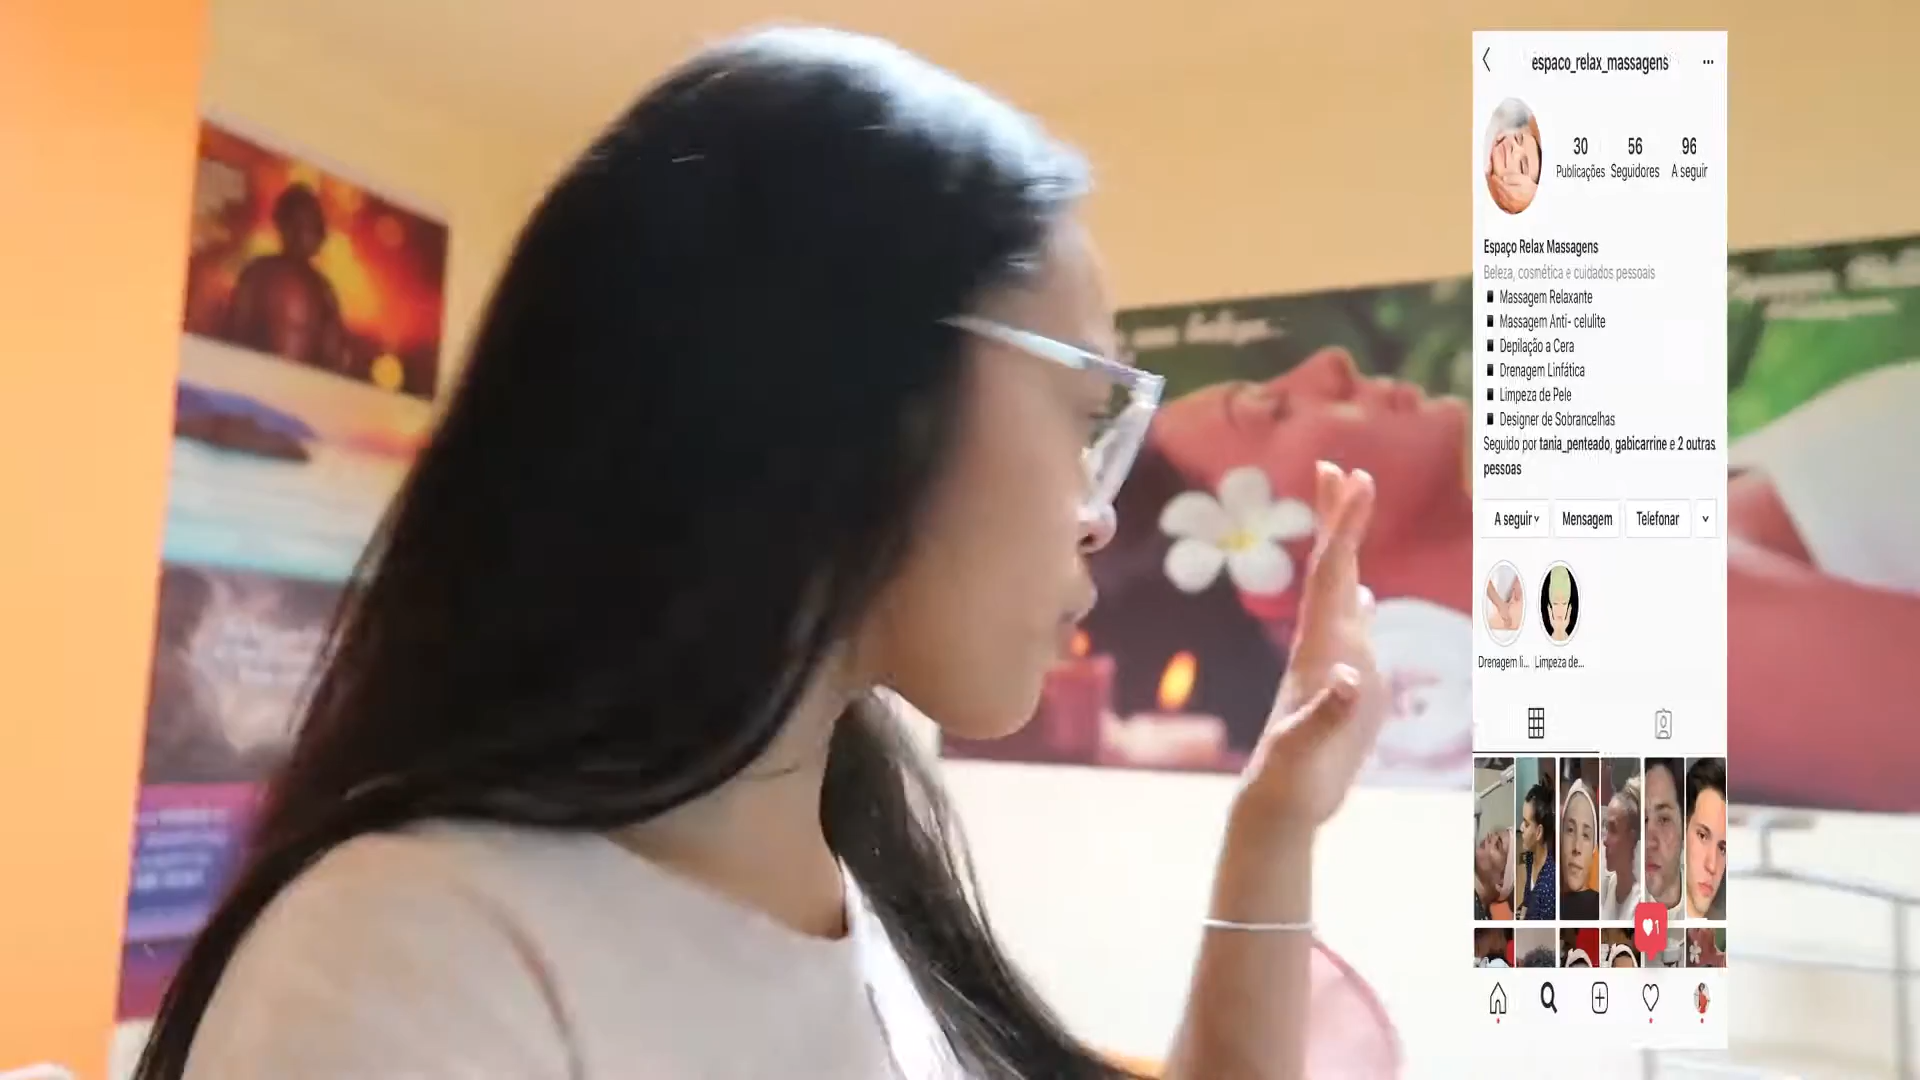 espaco_relax_massagens
30 56 96
Publicações Seguidores A seguir
Espaço Relax Massagens
Beleza, cosmética e cuidados pessoais
Massagem Relaxante
Massagem Anti- celulite
Depilação a Cera
Drenagem Linfática
Limpeza de Pele
Designer de Sobrancelhas
Seguido por tania_penteado, gabicarrine e 2 outras
pessoas
A seguir Mensagem Telefonar
Drenagem li... Limpeza de...
1